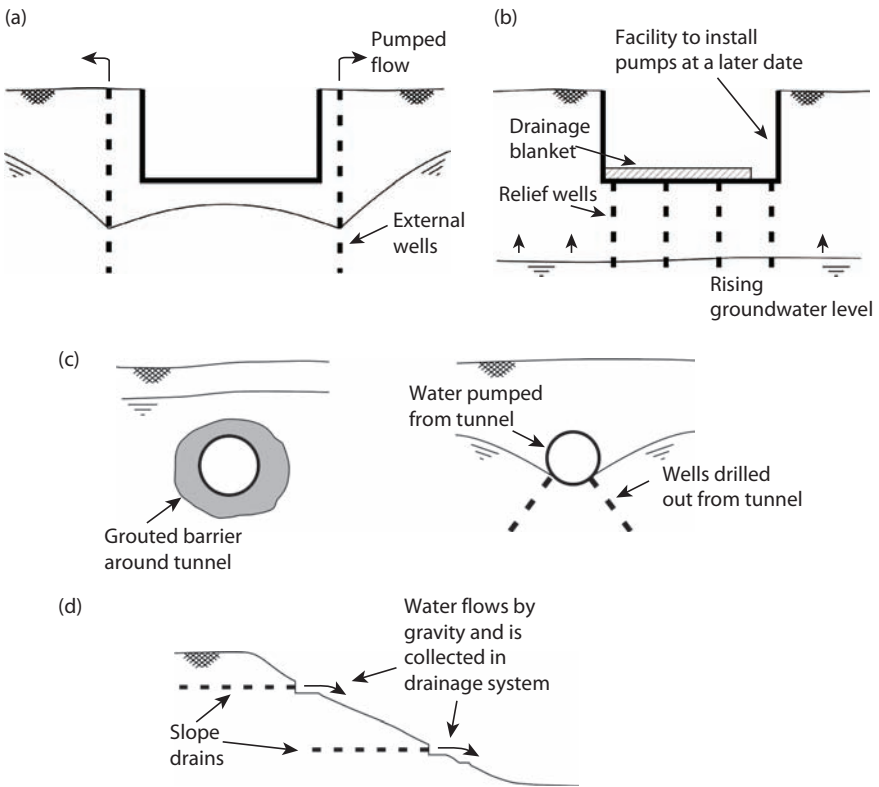 (a)
Pumped
flow
External
wells
(b)
Facility to install
pumps at a later date
Drainage
blanket
Relief wells
Rising
groundwater level
(c)
Grouted barrier
around tunnel
Water pumped
from tunnel
Wells drilled
out from tunnel
(d)
Water flows by
gravity and is
collected in
drainage system
Slope
drains